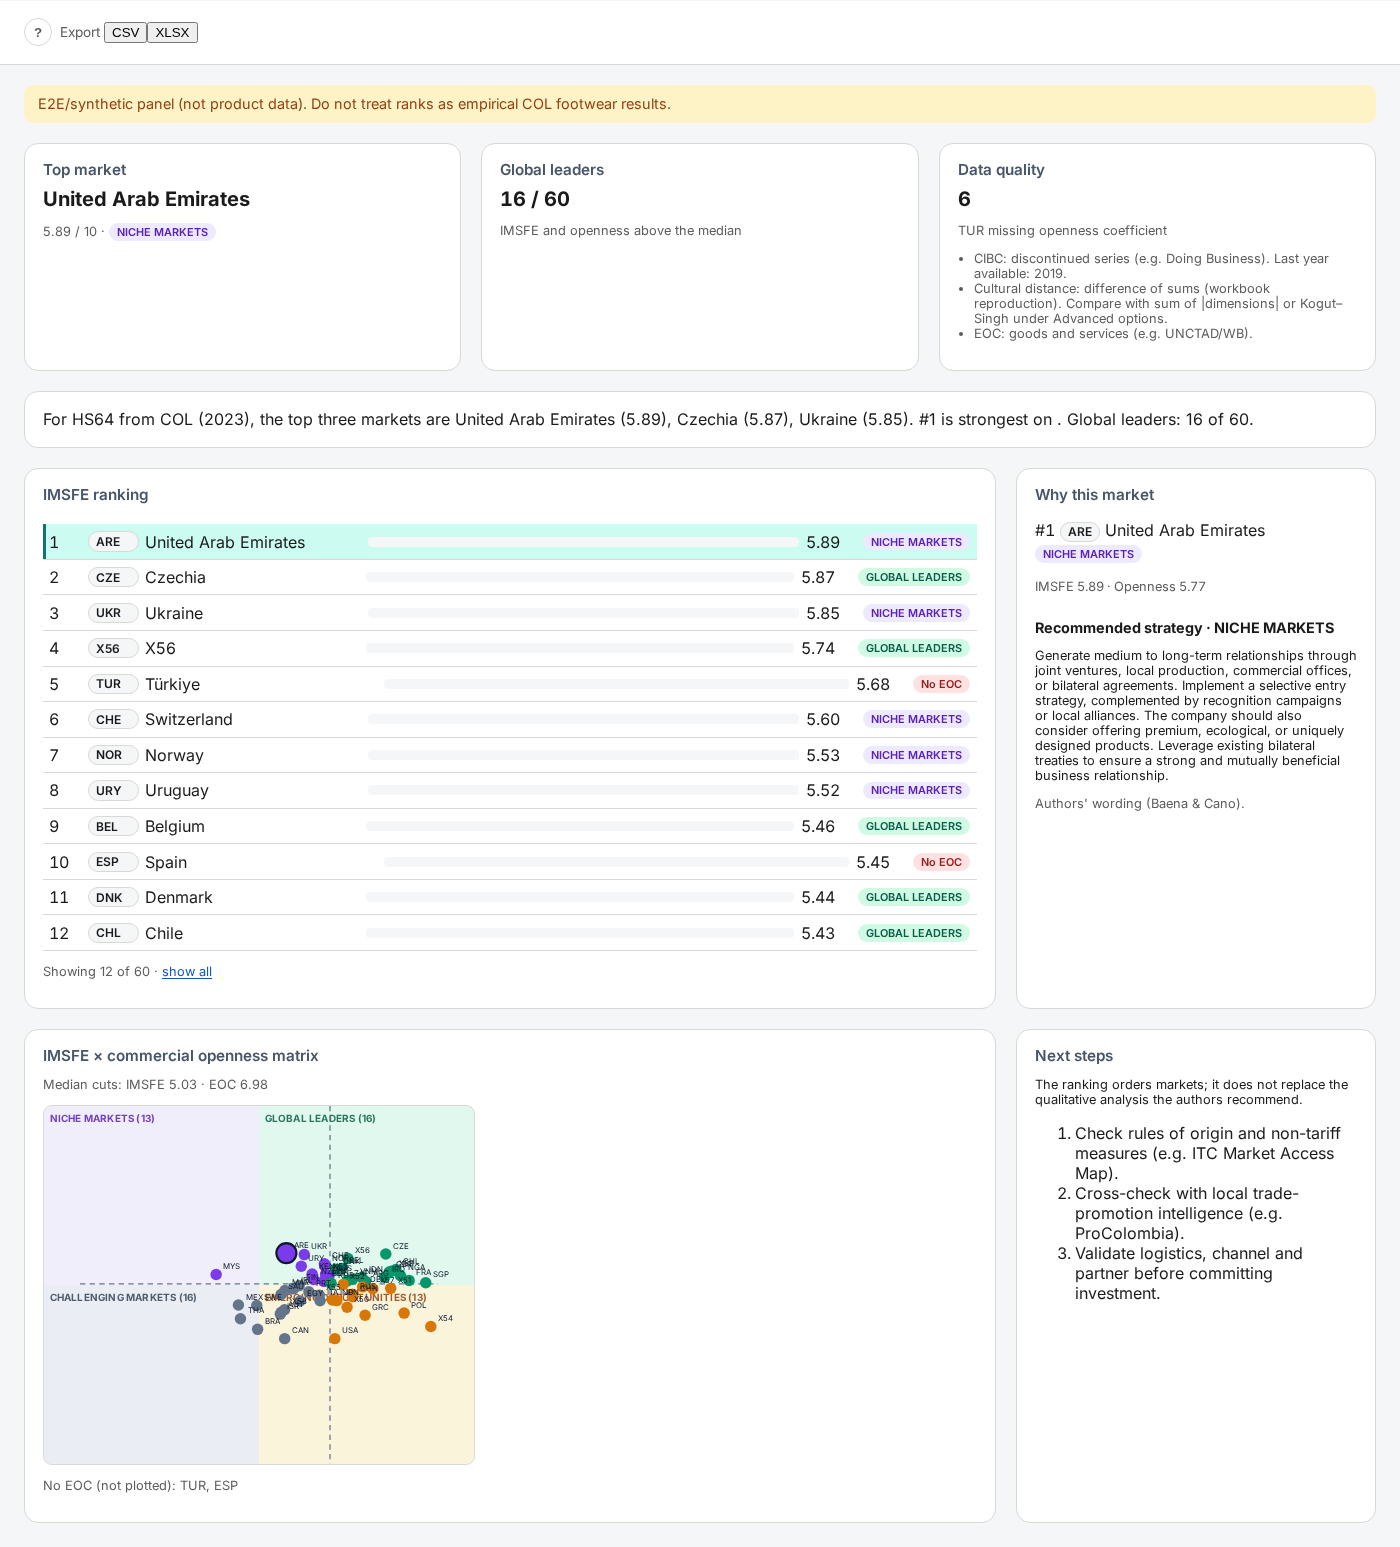 ?
Export CSV XLSX
E2E/synthetic panel (not product data). Do not treat ranks as empirical COL footwear results.
Top market
United Arab Emirates
5.89 / 10 · NICHE MARKETS
Global leaders
16 / 60
IMSFE and openness above the median
Data quality
6
TUR missing openness coefficient
• CIBC: discontinued series (e.g. Doing Business). Last year
available: 2019.
• Cultural distance: difference of sums (workbook
reproduction). Compare with sum of |dimensions| or Kogut–
Singh under Advanced options.
• EOC: goods and services (e.g. UNCTAD/WB).
For HS64 from COL (2023), the top three markets are United Arab Emirates (5.89), Czechia (5.87), Ukraine (5.85). #1 is strongest on . Global leaders: 16 of 60.
IMSFE ranking
1 ARE United Arab Emirates 5.89 NICHE MARKETS
2 CZE Czechia 5.87 GLOBAL LEADERS
3 UKR Ukraine 5.85 NICHE MARKETS
4 X56 X56 5.74 GLOBAL LEADERS
5 TUR Türkiye 5.68 No EOC
6 CHE Switzerland 5.60 NICHE MARKETS
7 NOR Norway 5.53 NICHE MARKETS
8 URY Uruguay 5.52 NICHE MARKETS
9 BEL Belgium 5.46 GLOBAL LEADERS
10 ESP Spain 5.45 No EOC
11 DNK Denmark 5.44 GLOBAL LEADERS
12 CHL Chile 5.43 GLOBAL LEADERS
Showing 12 of 60 · show all
Why this market
#1 ARE United Arab Emirates
NICHE MARKETS
IMSFE 5.89 · Openness 5.77
Recommended strategy · NICHE MARKETS
Generate medium to long-term relationships through
joint ventures, local production, commercial offices,
or bilateral agreements. Implement a selective entry
strategy, complemented by recognition campaigns
or local alliances. The company should also
consider offering premium, ecological, or uniquely
designed products. Leverage existing bilateral
treaties to ensure a strong and mutually beneficial
business relationship.
Authors' wording (Baena & Cano).
IMSFE × commercial openness matrix
Median cuts: IMSFE 5.03 · EOC 6.98
NICHE MARKETS (13)
GLOBAL LEADERS (16)
ARE
UKR
X56
CZE
URY
MYS
FRA
SGP
CHALLENGING MARKETS (16)
MEX
THA
BRA
CAN
USA
GRC
POL
X54
No EOC (not plotted): TUR, ESP
Next steps
The ranking orders markets; it does not replace the
qualitative analysis the authors recommend.
1. Check rules of origin and non-tariff
measures (e.g. ITC Market Access
Map).
2. Cross-check with local trade-
promotion intelligence (e.g.
ProColombia).
3. Validate logistics, channel and
partner before committing
investment.